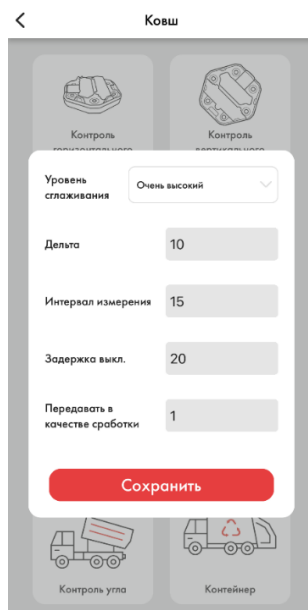 Ковш
Контроль
Контроль
горизонтального
вертикального
Уровень
сглаживания
Очень высокий
Дельта
10
Интервал измерения
15
Задержка выкл.
20
Передавать в
качестве сработки
1
Сохранить
Контроль угла
Контейнер